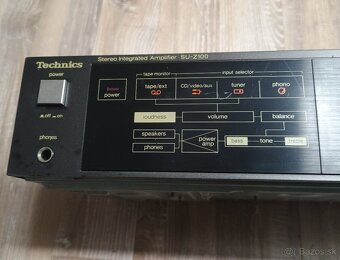 Technics
Stereo Integrated Amplifier SU-Z100
power
off on
tape monitor
input selector
power
tape/ext
CD/video/aux
tuner
phono
loudness
volume
balance
phones
speakers
phones
power
amp
bass
tone
treble
Bazos.sk